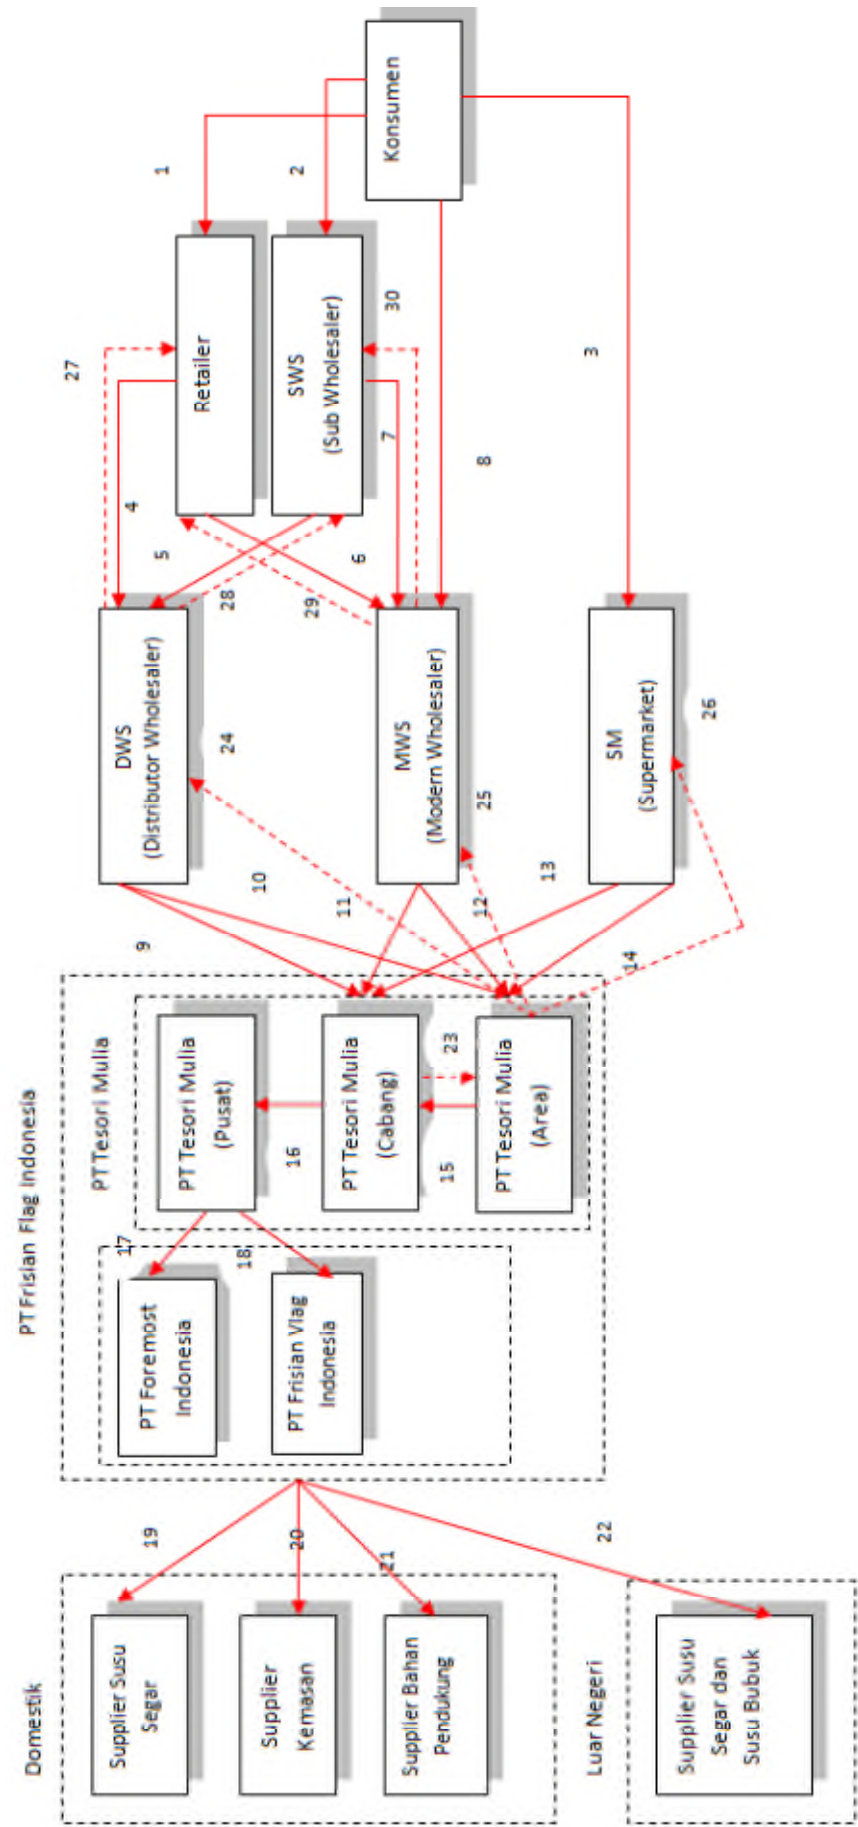 PT Frisian Flag Indonesia
Domestik
Supplier Susu
Segar
Supplier
Kemasan
Supplier Bahan
Pendukung
Luar Negeri
Supplier Susu
Segar dan
Susu Bubuk
19
20
21
22
PT Foremost
Indonesia
PT Frisian Vlag
Indonesia
17
18
PT Tesori Mulia
PT Tesori Mulia
(Pusat)
16
PT Tesori Mulia
(Cabang)
15
23
PT Tesori Mulia
(Area)
9
10
11
12
13
14
24
25
26
DWS
(Distributor Wholesaler)
MWS
(Modern Wholesaler)
SM
(Supermarket)
27
4
5
28
29
6
7
30
8
3
Retailer
SWS
(Sub Wholesaler)
1
2
Konsumen